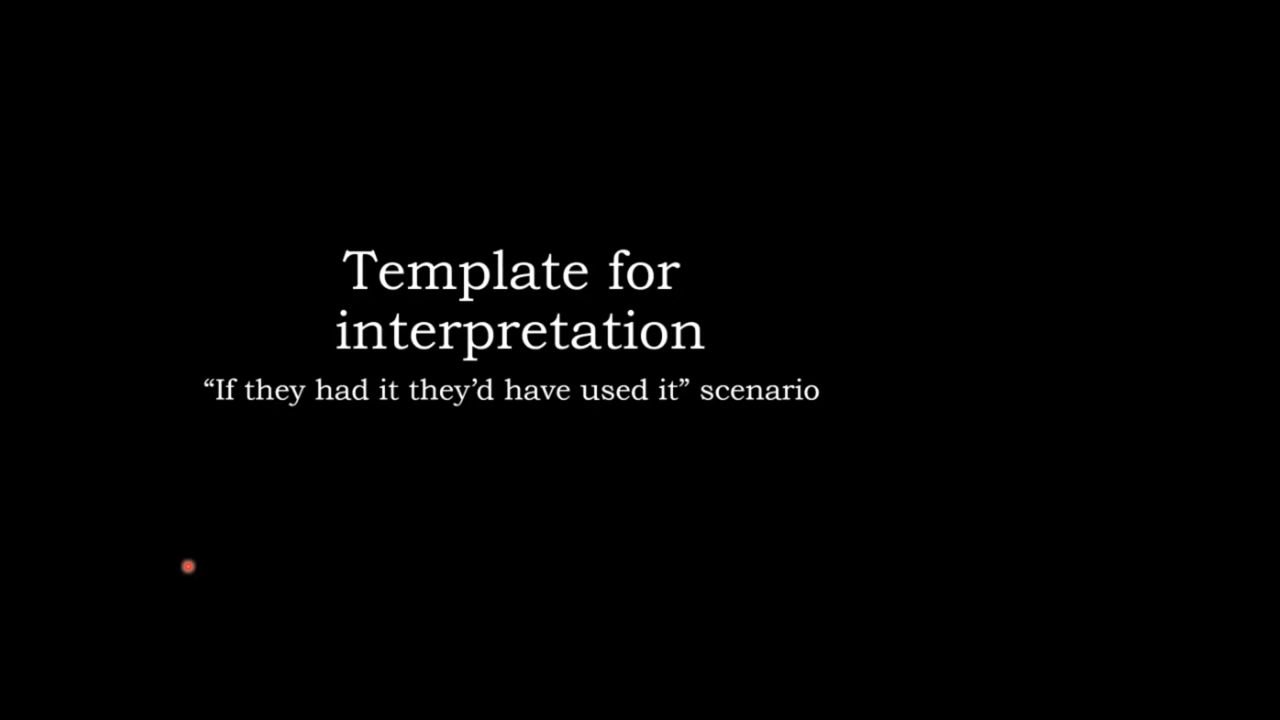 Template for
interpretation
“If they had it they’d have used it” scenario